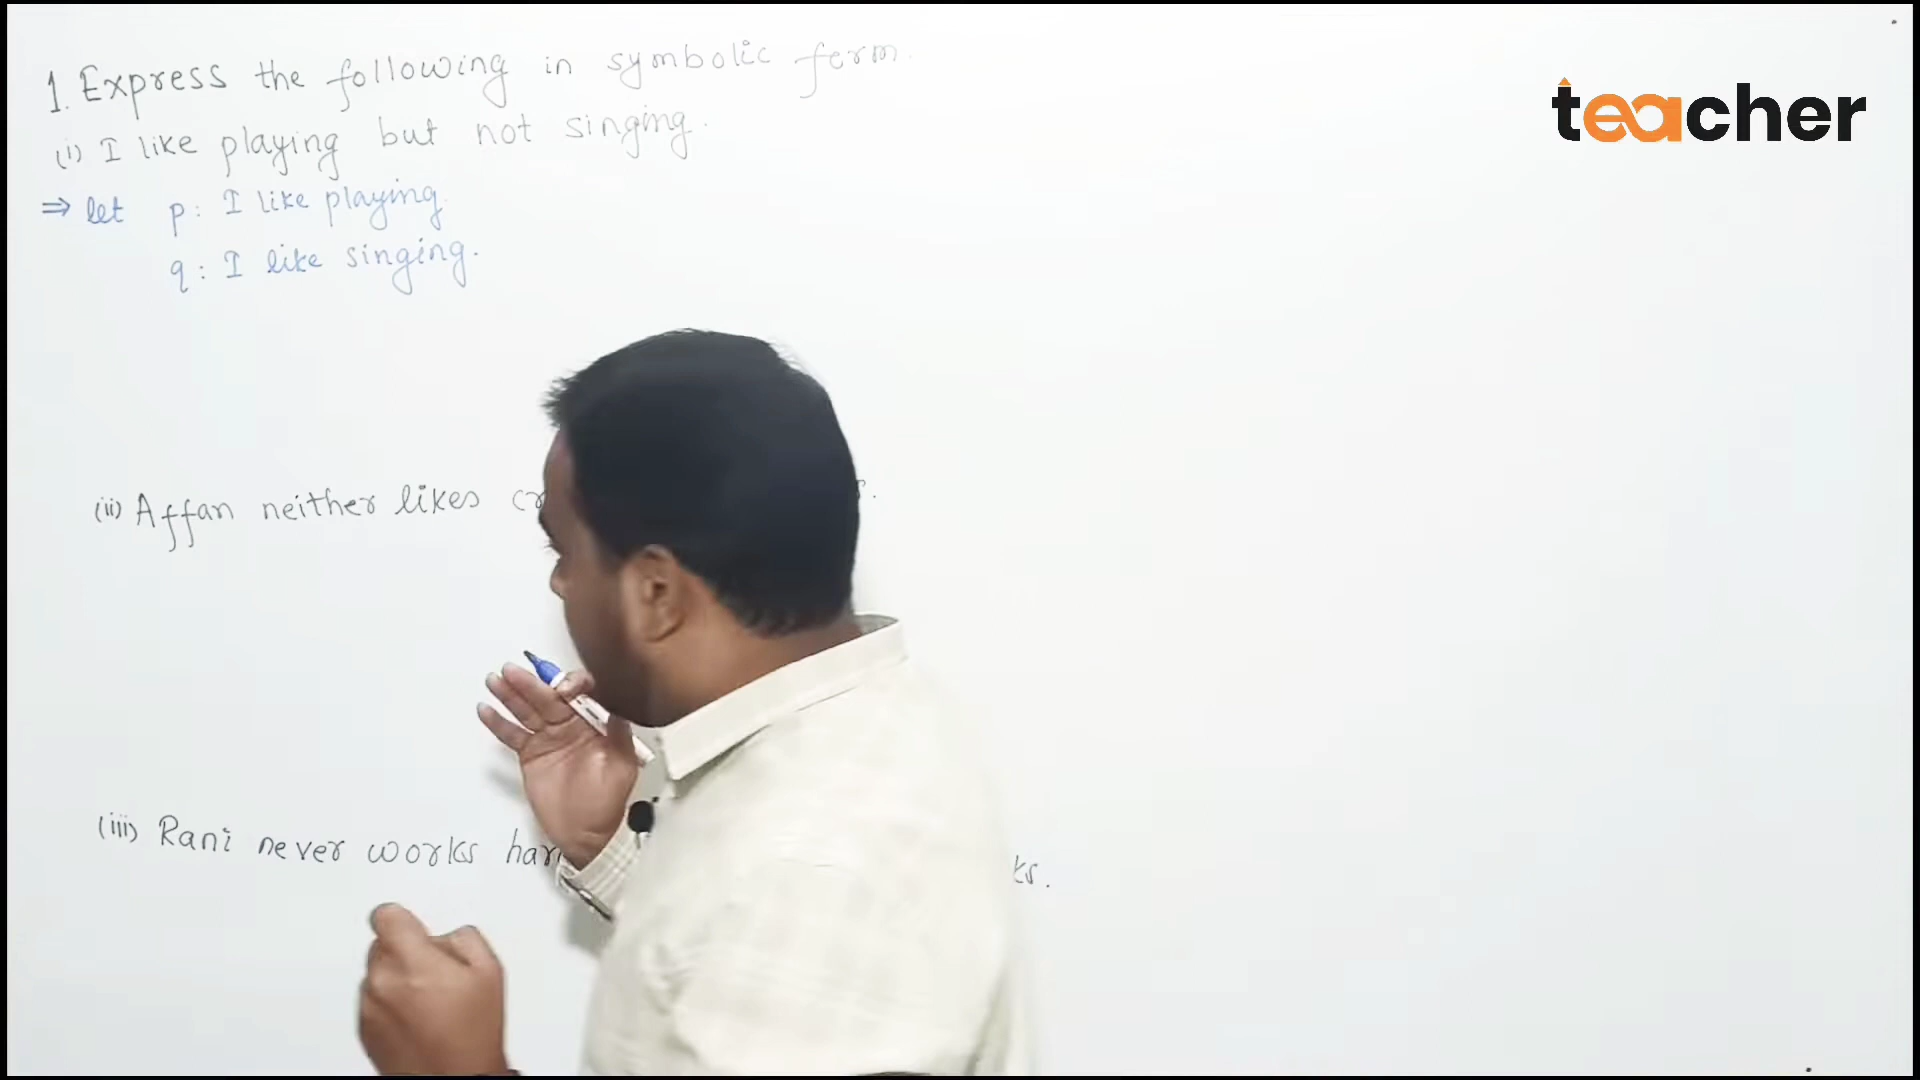 teacher
1. Express the following in symbolic form.
(i) I like playing but not singing.
⇒ let p: I like playing.
q: I like singing.
(ii) Affan neither likes
(iii) Rani never works